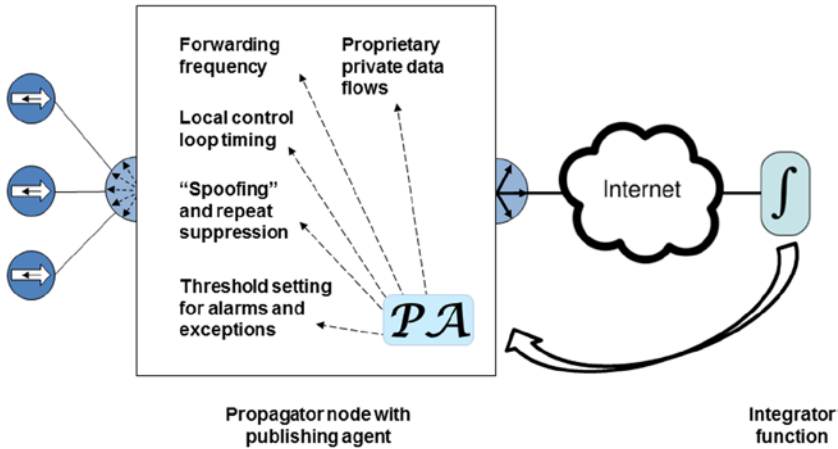 Forwarding
frequency
Proprietary
private data
flows
Local control
loop timing
“Spoofing”
and repeat
suppression
Threshold setting
for alarms and
exceptions
𝒫𝒜
Internet
∫
Propagator node with
publishing agent
Integrator
function